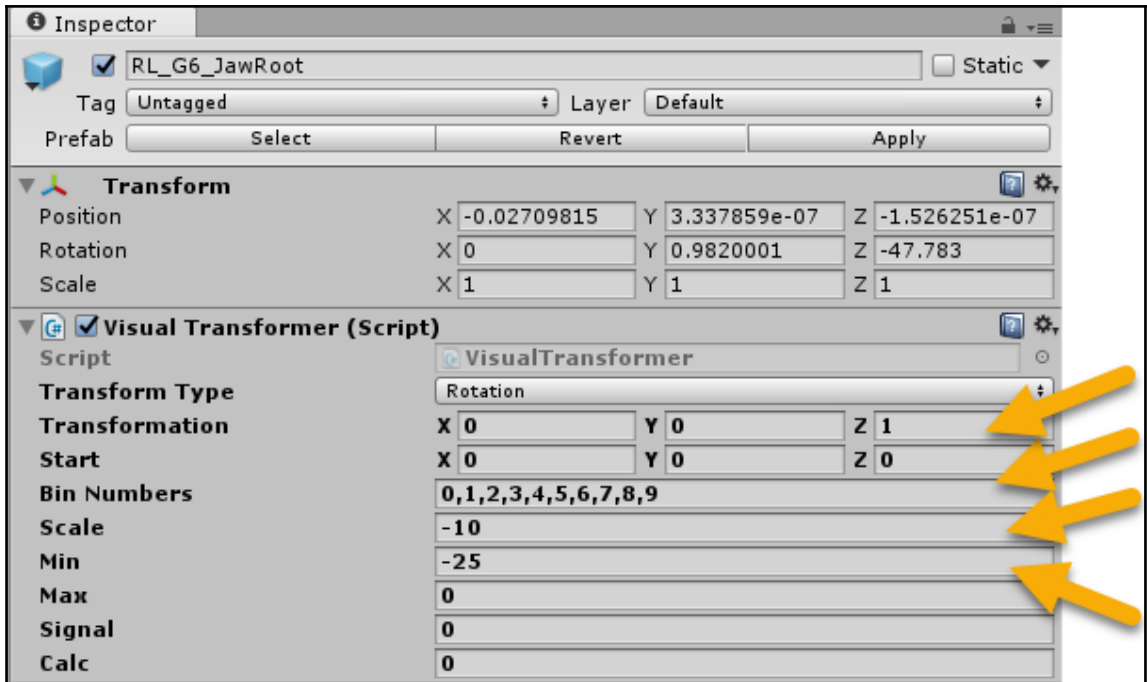 Inspector
RL_G6_JawRoot Static
Tag Untagged Layer Default
Prefab Select Revert Apply
Transform
Position X -0.02709815 Y 3.337859e-07 Z -1.526251e-07
Rotation X 0 Y 0.9820001 Z -47.783
Scale X 1 Y 1 Z 1
Visual Transformer (Script)
Script VisualTransformer
Transform Type Rotation
Transformation X 0 Y 0 Z 1
Start X 0 Y 0 Z 0
Bin Numbers 0,1,2,3,4,5,6,7,8,9
Scale -10
Min -25
Max 0
Signal 0
Calc 0